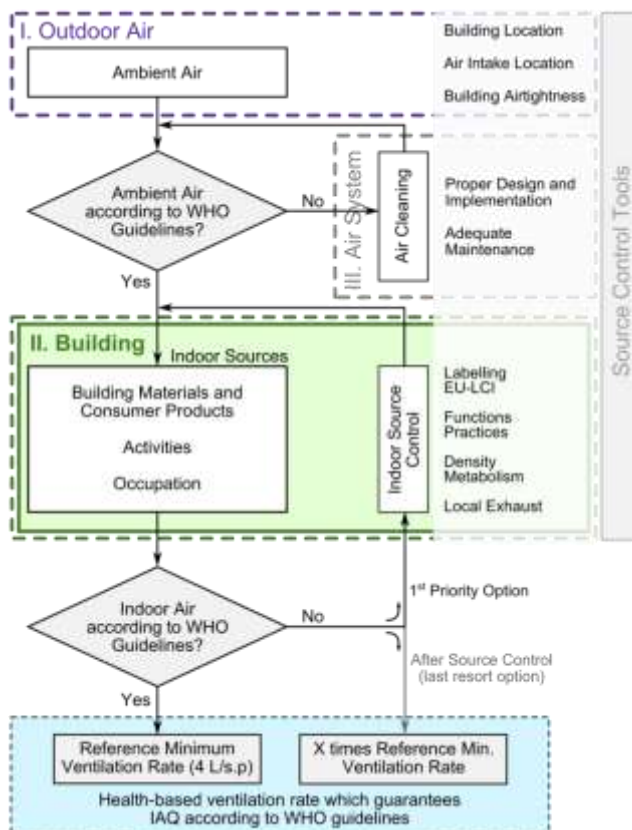 I. Outdoor Air
Ambient Air
Building Location
Air Intake Location
Building Airtightness
Source Control Tools
III. Air System
Air Cleaning
Proper Design and
Implementation
Adequate
Maintenance
Ambient Air
according to WHO
Guidelines?
No
Yes
II. Building
Indoor Sources
Building Materials and
Consumer Products
Activities
Occupation
Indoor Source
Control
Labelling
EU-LCI
Functions
Practices
Density
Metabolism
Local Exhaust
Indoor Air
according to WHO
Guidelines?
No
1st Priority Option
After Source Control
(last resort option)
Yes
Reference Minimum
Ventilation Rate (4 L/s.p)
X times Reference Min.
Ventilation Rate
Health-based ventilation rate which guarantees
IAQ according to WHO guidelines